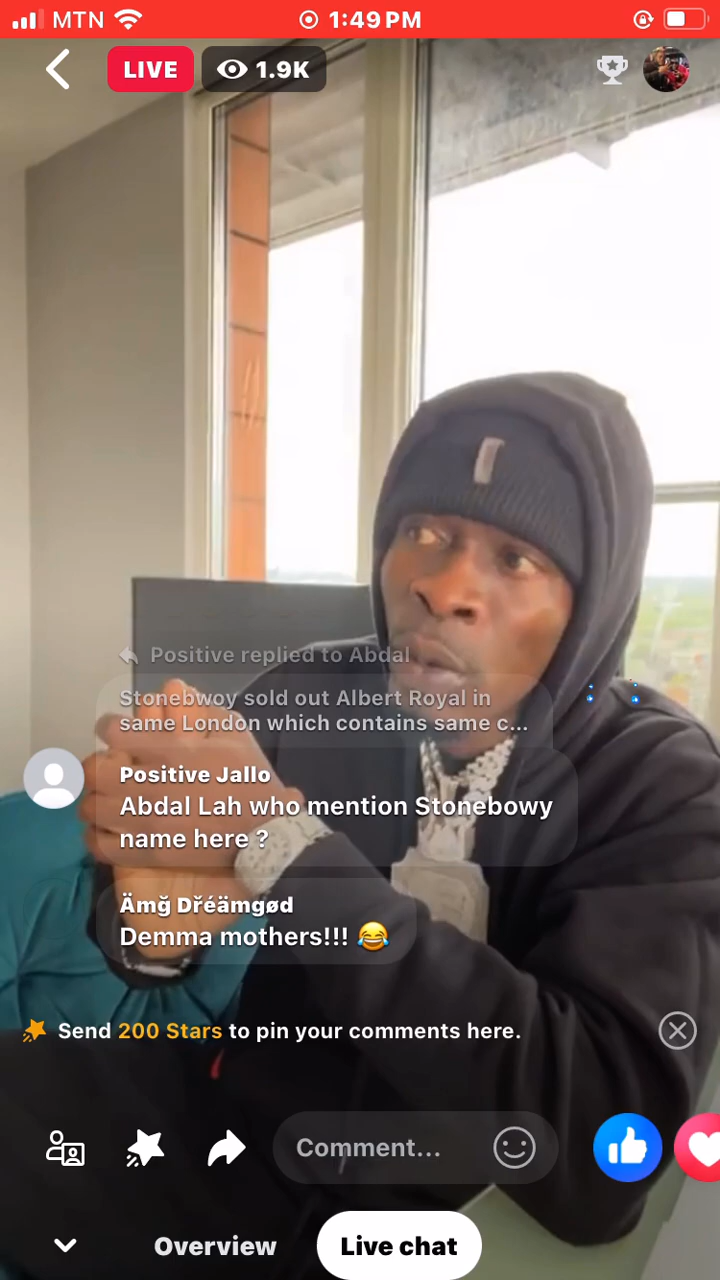 MTN 1:49 PM
LIVE 1.9K
Positive replied to Abdal
Stonebwoy sold out Albert Royal in
same London which contains same c...
Positive Jallo
Abdal Lah who mention Stonebowy
name here ?
Ämğ Dřéämgød
Demma mothers!!! 😂
Send 200 Stars to pin your comments here.
Comment...
Overview
Live chat